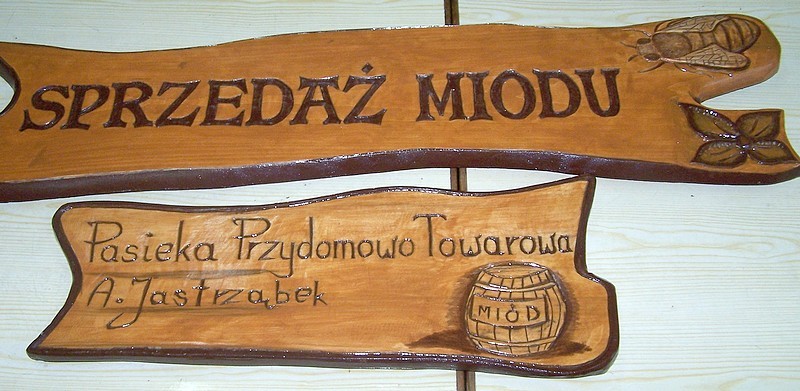 SPRZEDAŻ MIODU
Pasieka Przydomowo Towarowa
A. Jastrząbek
MIÓD